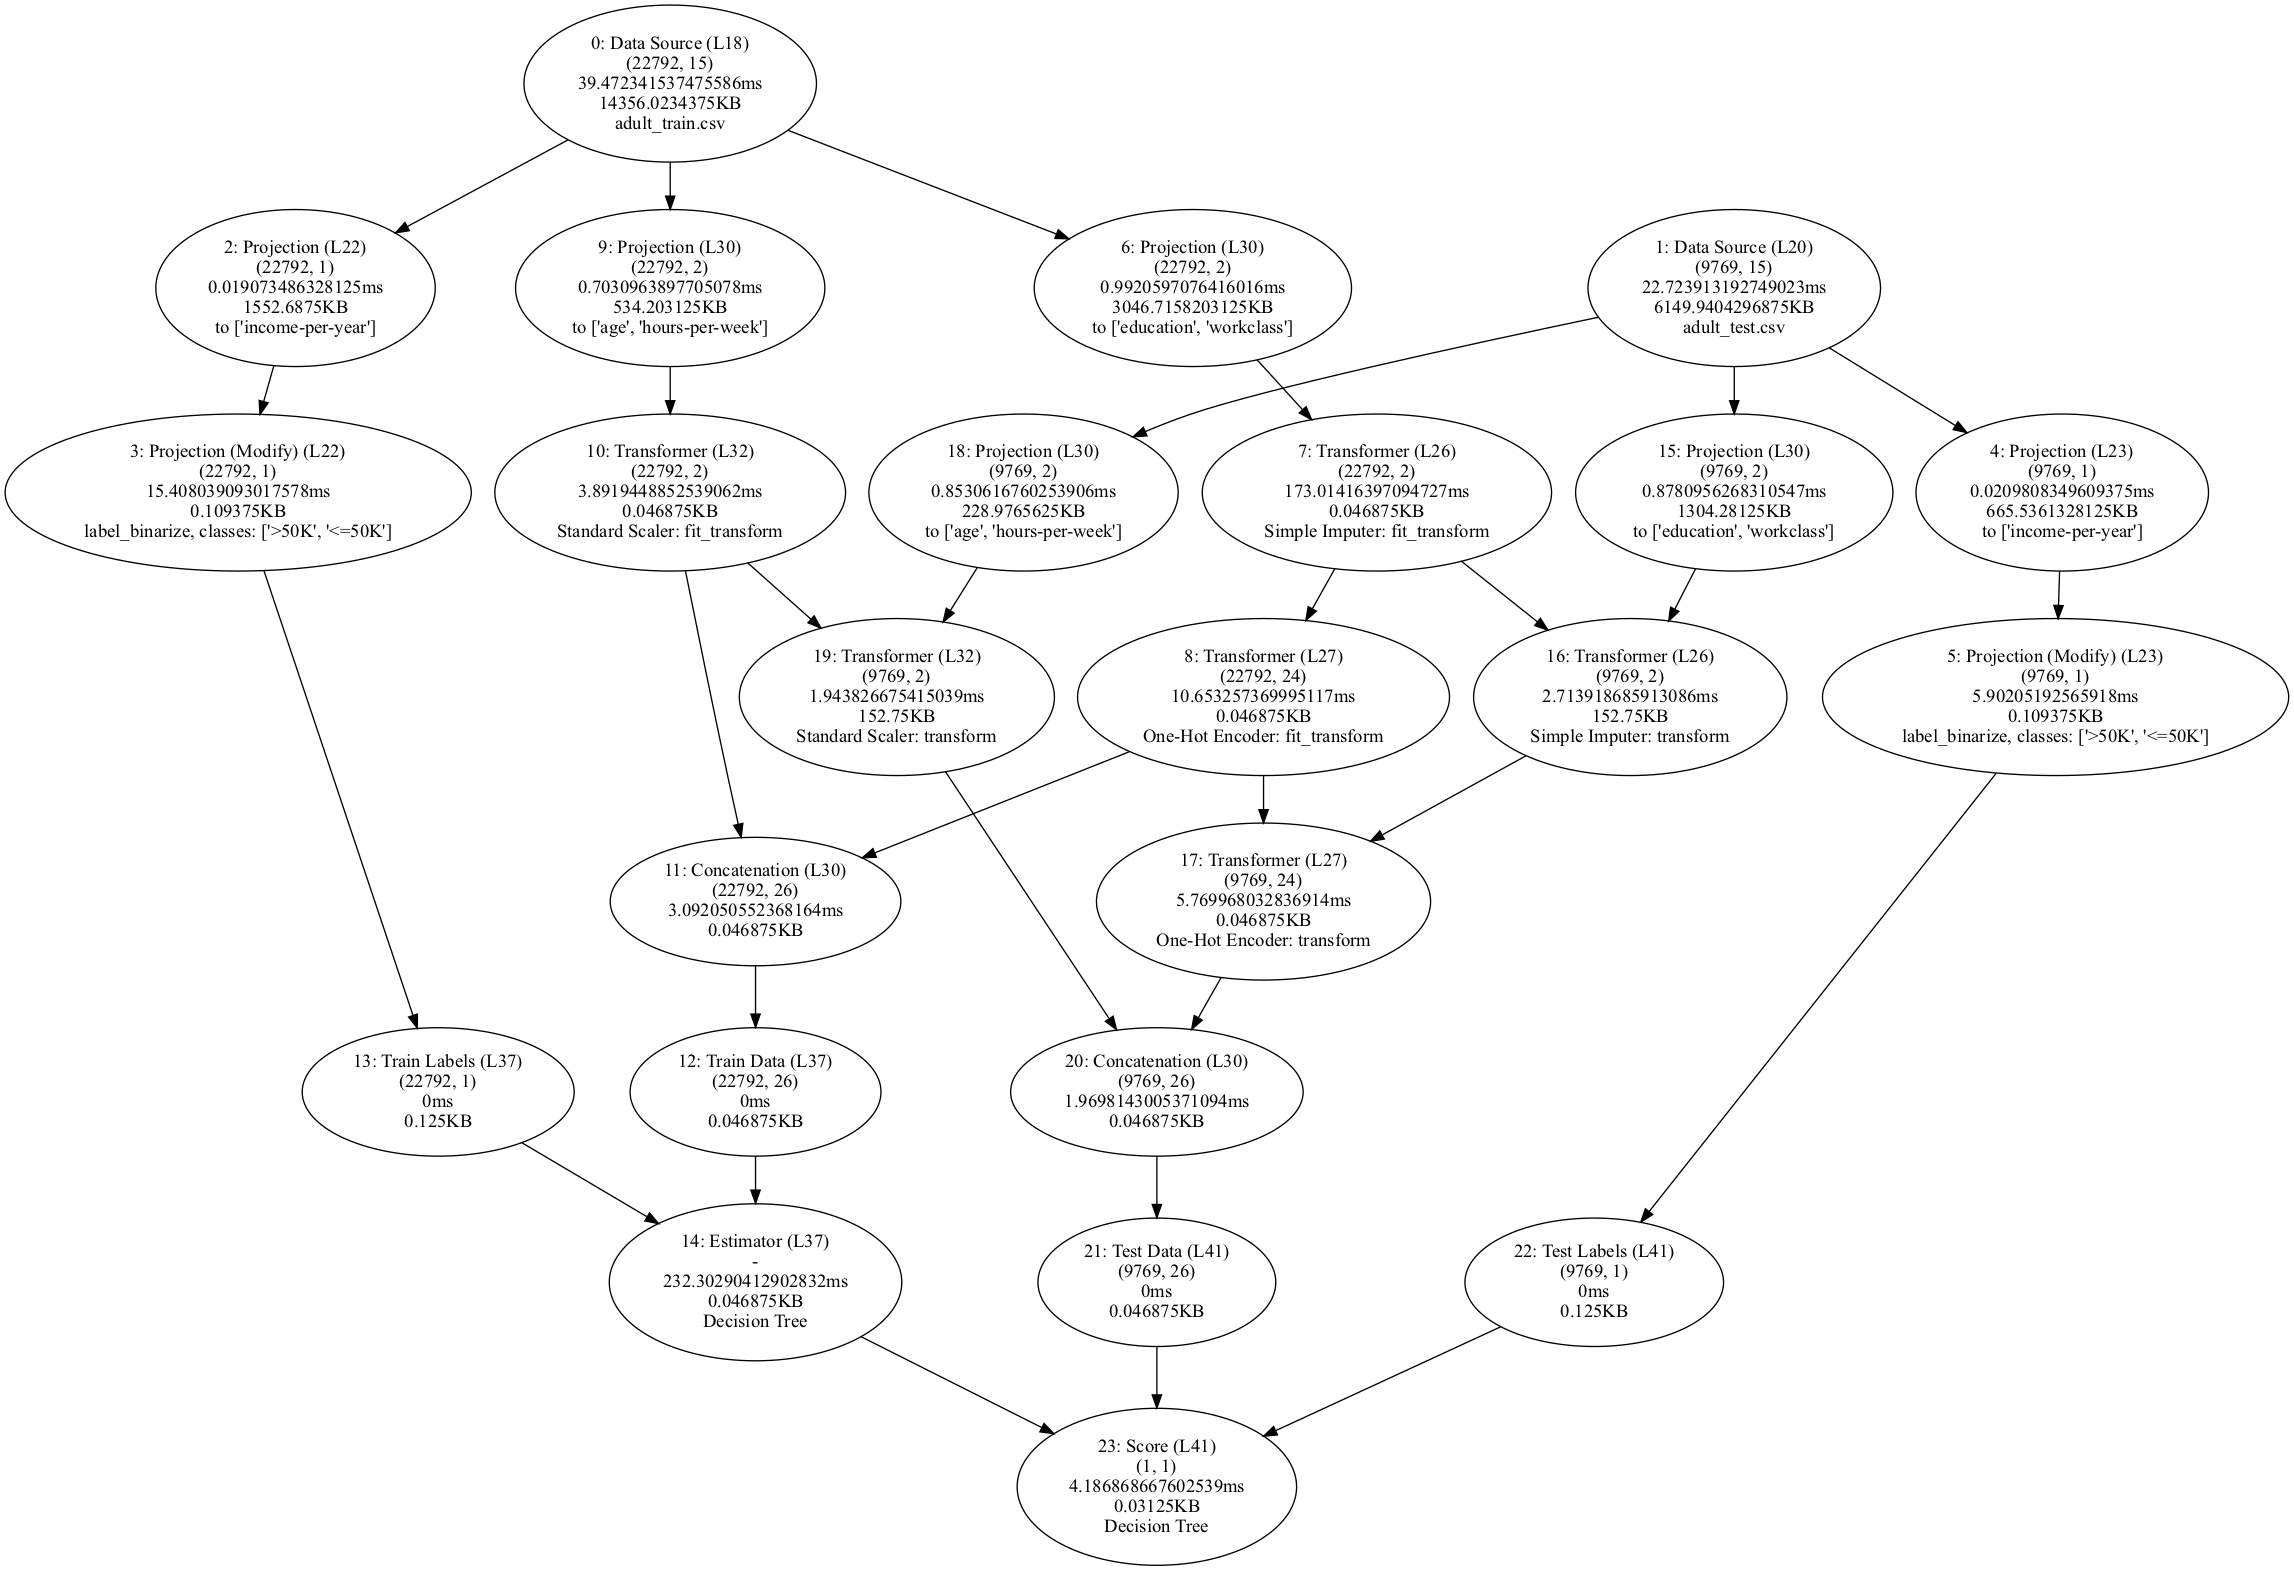 0: Data Source (L18)
(22792, 15)
39.472341537475586ms
14356.0234375KB
adult_train.csv
2: Projection (L22)
(22792, 1)
0.019073486328125ms
1552.6875KB
to ['income-per-year']
9: Projection (L30)
(22792, 2)
0.7030963897705078ms
534.203125KB
to ['age', 'hours-per-week']
6: Projection (L30)
(22792, 2)
0.9920597076416016ms
3046.7158203125KB
to ['education', 'workclass']
1: Data Source (L20)
(9769, 15)
22.723913192749023ms
6149.9404296875KB
adult_test.csv
3: Projection (Modify) (L22)
(22792, 1)
15.408039093017578ms
0.109375KB
label_binarize, classes: ['>50K', '<=50K']
10: Transformer (L32)
(22792, 2)
3.8919448852539062ms
0.046875KB
Standard Scaler: fit_transform
18: Projection (L30)
(9769, 2)
0.8530616760253906ms
228.9765625KB
to ['age', 'hours-per-week']
7: Transformer (L26)
(22792, 2)
173.01416397094727ms
0.046875KB
Simple Imputer: fit_transform
15: Projection (L30)
(9769, 2)
0.8780956268310547ms
1304.28125KB
to ['education', 'workclass']
4: Projection (L23)
(9769, 1)
0.0209808349609375ms
665.5361328125KB
to ['income-per-year']
19: Transformer (L32)
(9769, 2)
1.943826675415039ms
152.75KB
Standard Scaler: transform
8: Transformer (L27)
(22792, 24)
10.653257369995117ms
0.046875KB
One-Hot Encoder: fit_transform
16: Transformer (L26)
(9769, 2)
2.713918685913086ms
152.75KB
Simple Imputer: transform
5: Projection (Modify) (L23)
(9769, 1)
5.90205192565918ms
0.109375KB
label_binarize, classes: ['>50K', '<=50K']
11: Concatenation (L30)
(22792, 26)
3.092050552368164ms
0.046875KB
17: Transformer (L27)
(9769, 24)
5.769968032836914ms
0.046875KB
One-Hot Encoder: transform
13: Train Labels (L37)
(22792, 1)
0ms
0.125KB
12: Train Data (L37)
(22792, 26)
0ms
0.046875KB
20: Concatenation (L30)
(9769, 26)
1.9698143005371094ms
0.046875KB
14: Estimator (L37)
-
232.30290412902832ms
0.046875KB
Decision Tree
21: Test Data (L41)
(9769, 26)
0ms
0.046875KB
22: Test Labels (L41)
(9769, 1)
0ms
0.125KB
23: Score (L41)
(1, 1)
4.186868667602539ms
0.03125KB
Decision Tree